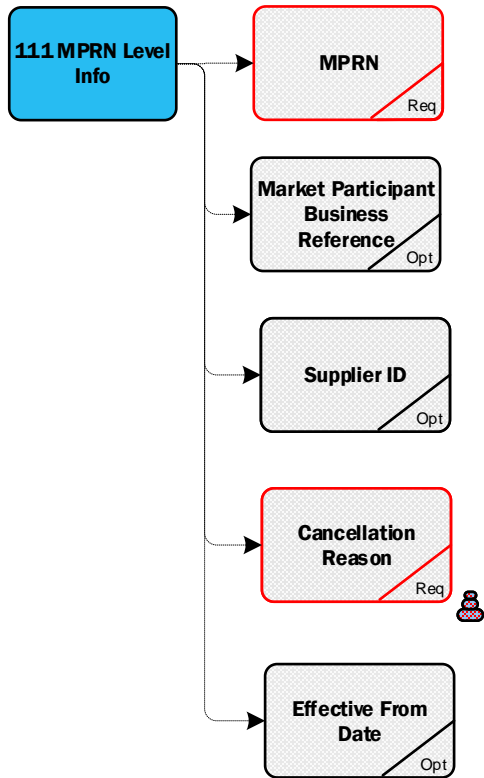 111 MPRN Level
Info
MPRN
Req
Market Participant
Business
Reference
Opt
Supplier ID
Opt
Cancellation
Reason
Req
Effective From
Date
Opt